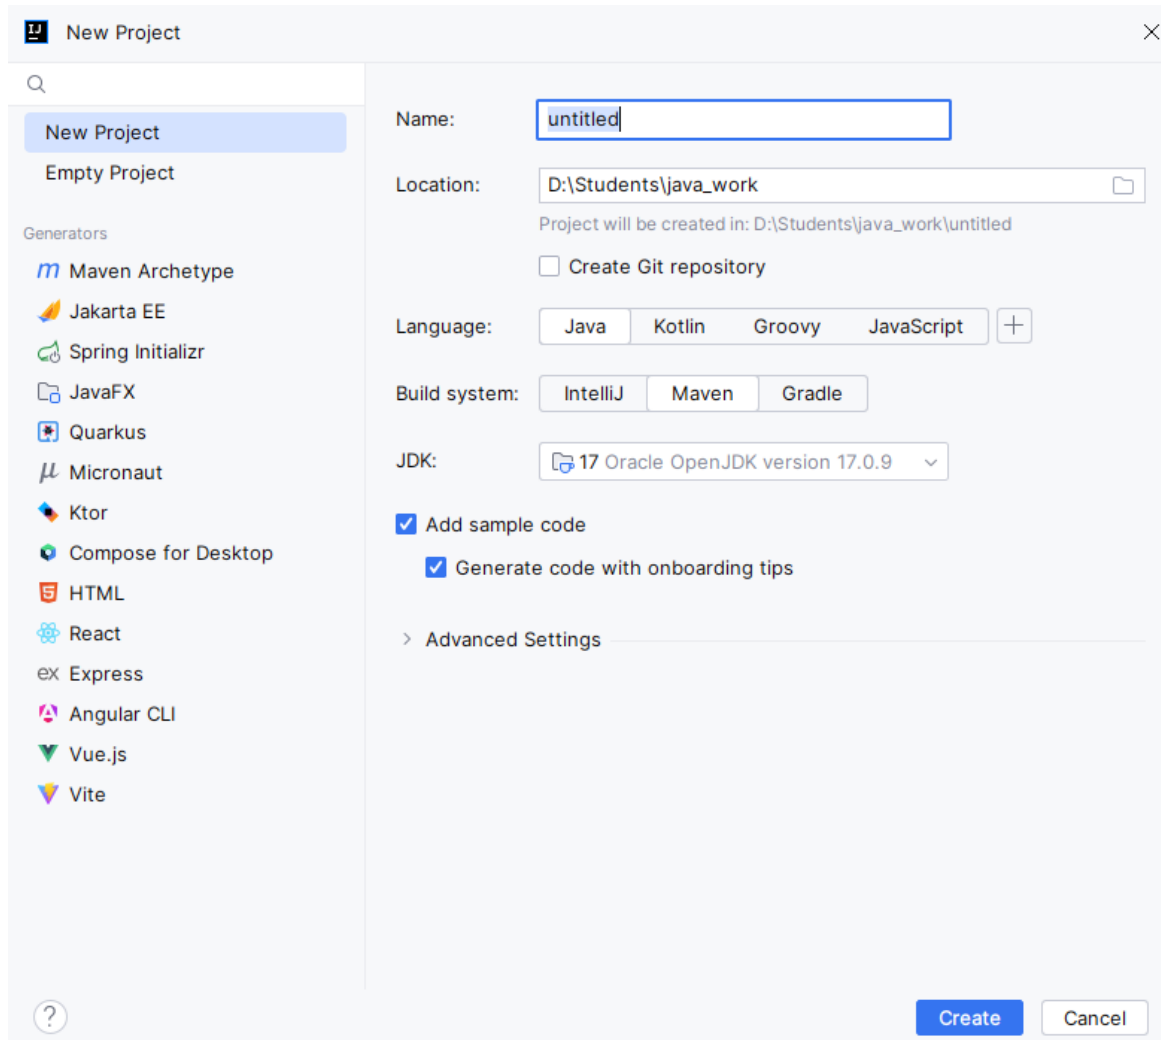 New Project
New Project
Empty Project
Generators
Maven Archetype
Jakarta EE
Spring Initializr
JavaFX
Quarkus
Micronaut
Ktor
Compose for Desktop
HTML
React
ex Express
Angular CLI
Vue.js
Vite
Name: untitled
Location: D:\Students\java_work
Project will be created in: D:\Students\java_work\untitled
Create Git repository
Language: Java Kotlin Groovy JavaScript
Build system: IntelliJ Maven Gradle
JDK: 17 Oracle OpenJDK version 17.0.9
Add sample code
Generate code with onboarding tips
Advanced Settings
? Create Cancel